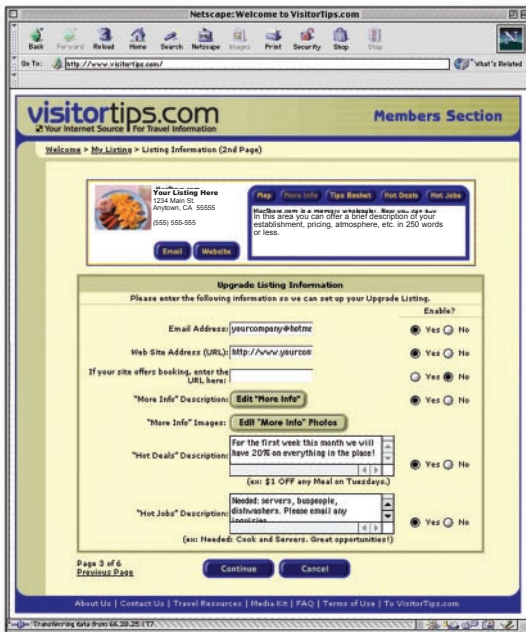 Netscape: Welcome to VisitorTips.com
Back Forward Reload Home Search Netscape Images Print Security Shop Stop
Go To: http://www.visitortips.com/ What's Related
visitortips.com
Your Internet Source For Travel Information
Members Section
Welcome > My Listing > Listing Information (2nd Page)
Your Listing Here
1234 Main St.
Anytown, CA 55555
(555) 555-555
Email Website
Map More Info Tips Basket Hot Deals Hot Jobs
In this area you can offer a brief description of your
establishment, pricing, atmosphere, etc. in 250 words
or less.
Upgrade Listing Information
Please enter the following information so we can set up your Upgrade Listing.
Enable?
Email Address: yourcompany@hotma Yes No
Web Site Address (URL): http://www.yourcom Yes No
If your site offers booking, enter the
URL here: Yes No
"More Info" Description: Edit "More Info" Yes No
"More Info" Images: Edit "More Info" Photos
"Hot Deals" Description: For the first week this month we will
have 20% on everything in the place! Yes No
(ex: $1 OFF any Meal on Tuesdays.)
"Hot Jobs" Description: Needed: servers, buspeople,
dishwashers. Please email any
inquiries Yes No
(ex: Needed: Cook and Servers. Great opportunities!)
Page 3 of 6
Previous Page
Continue Cancel
About Us | Contact Us | Travel Resources | Media Kit | FAQ | Terms of Use | To VisitorTips.com
Transferring data from 66.20.25.177